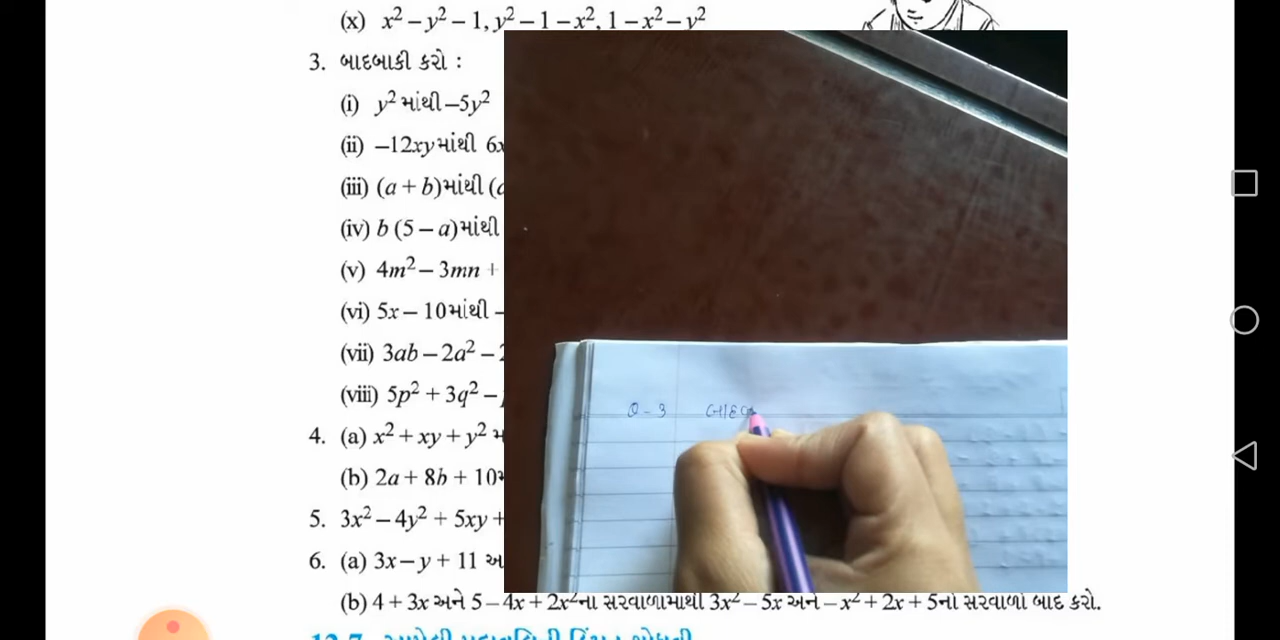 (x) x² – y² – 1, y² – 1 – x², 1 – x² – y²
3. બાદબાકી કરો :
(i) y² માંથી –5y²
(ii) –12xy માંથી 6x
(iii) (a + b) માંથી (
(iv) b (5 – a) માંથી
(v) 4m² – 3mn +
(vi) 5x – 10 માંથી –
(vii) 3ab – 2a² –
(viii) 5p² + 3q² –
4. (a) x² + xy + y²
(b) 2a + 8b + 10
5. 3x² – 4y² + 5xy +
6. (a) 3x – y + 11
(b) 4 + 3x અને 5 – 4x + 2x² ના સરવાળામાંથી 3x² – 5x અને – x² + 2x + 5નો સરવાળો બાદ કરો.
Q-3 બાદબ